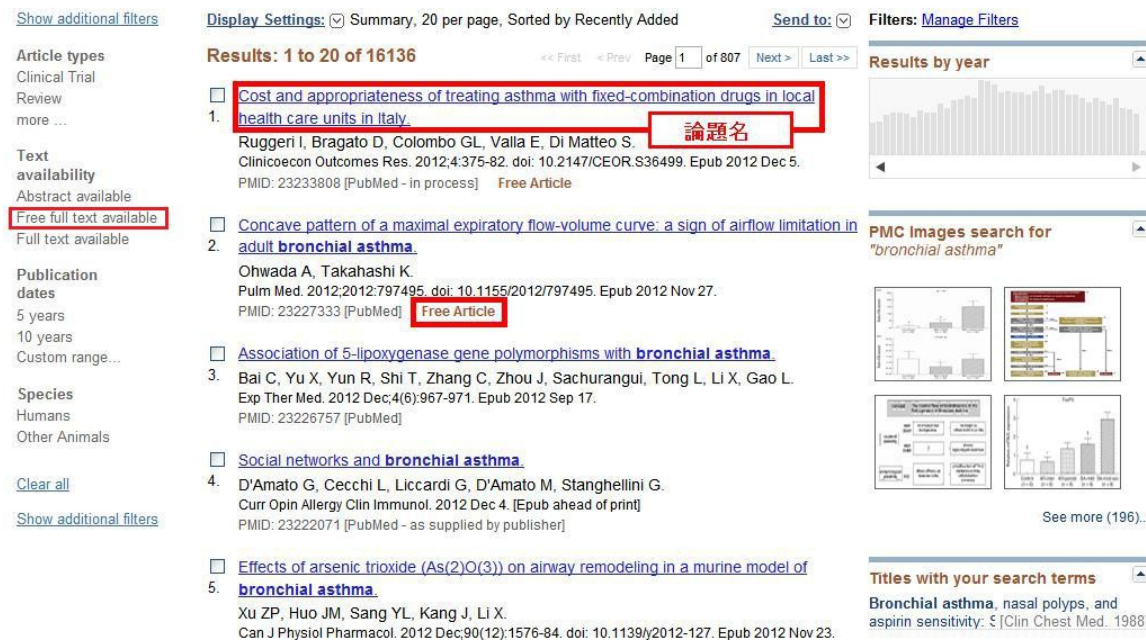 Show additional filters
Article types
Clinical Trial
Review
more ...
Text
availability
Abstract available
Free full text available
Full text available
Publication
dates
5 years
10 years
Custom range...
Species
Humans
Other Animals
Clear all
Show additional filters
Display Settings: Summary, 20 per page, Sorted by Recently Added
Send to:
Results: 1 to 20 of 16136
<< First < Prev Page 1 of 807 Next > Last >>
Cost and appropriateness of treating asthma with fixed-combination drugs in local
1. health care units in Italy.
論題名
Ruggeri I, Bragato D, Colombo GL, Valla E, Di Matteo S.
Clinicoecon Outcomes Res. 2012;4:375-82. doi: 10.2147/CEOR.S36499. Epub 2012 Dec 5.
PMID: 23233808 [PubMed - in process] Free Article
Concave pattern of a maximal expiratory flow-volume curve: a sign of airflow limitation in
2. adult bronchial asthma.
Ohwada A, Takahashi K.
Pulm Med. 2012;2012:797495. doi: 10.1155/2012/797495. Epub 2012 Nov 27.
PMID: 23227333 [PubMed] Free Article
Association of 5-lipoxygenase gene polymorphisms with bronchial asthma.
3. Bai C, Yu X, Yun R, Shi T, Zhang C, Zhou J, Sachurangui, Tong L, Li X, Gao L.
Exp Ther Med. 2012 Dec;4(6):967-971. Epub 2012 Sep 17.
PMID: 23226757 [PubMed]
Social networks and bronchial asthma.
4. D'Amato G, Cecchi L, Liccardi G, D'Amato M, Stanghellini G.
Curr Opin Allergy Clin Immunol. 2012 Dec 4. [Epub ahead of print]
PMID: 23222071 [PubMed - as supplied by publisher]
Effects of arsenic trioxide (As(2)O(3)) on airway remodeling in a murine model of
5. bronchial asthma.
Xu ZP, Huo JM, Sang YL, Kang J, Li X.
Can J Physiol Pharmacol. 2012 Dec;90(12):1576-84. doi: 10.1139/y2012-127. Epub 2012 Nov 23.
Filters: Manage Filters
Results by year
PMC Images search for
"bronchial asthma"
See more (196)..
Titles with your search terms
Bronchial asthma, nasal polyps, and
aspirin sensitivity: [Clin Chest Med. 1988